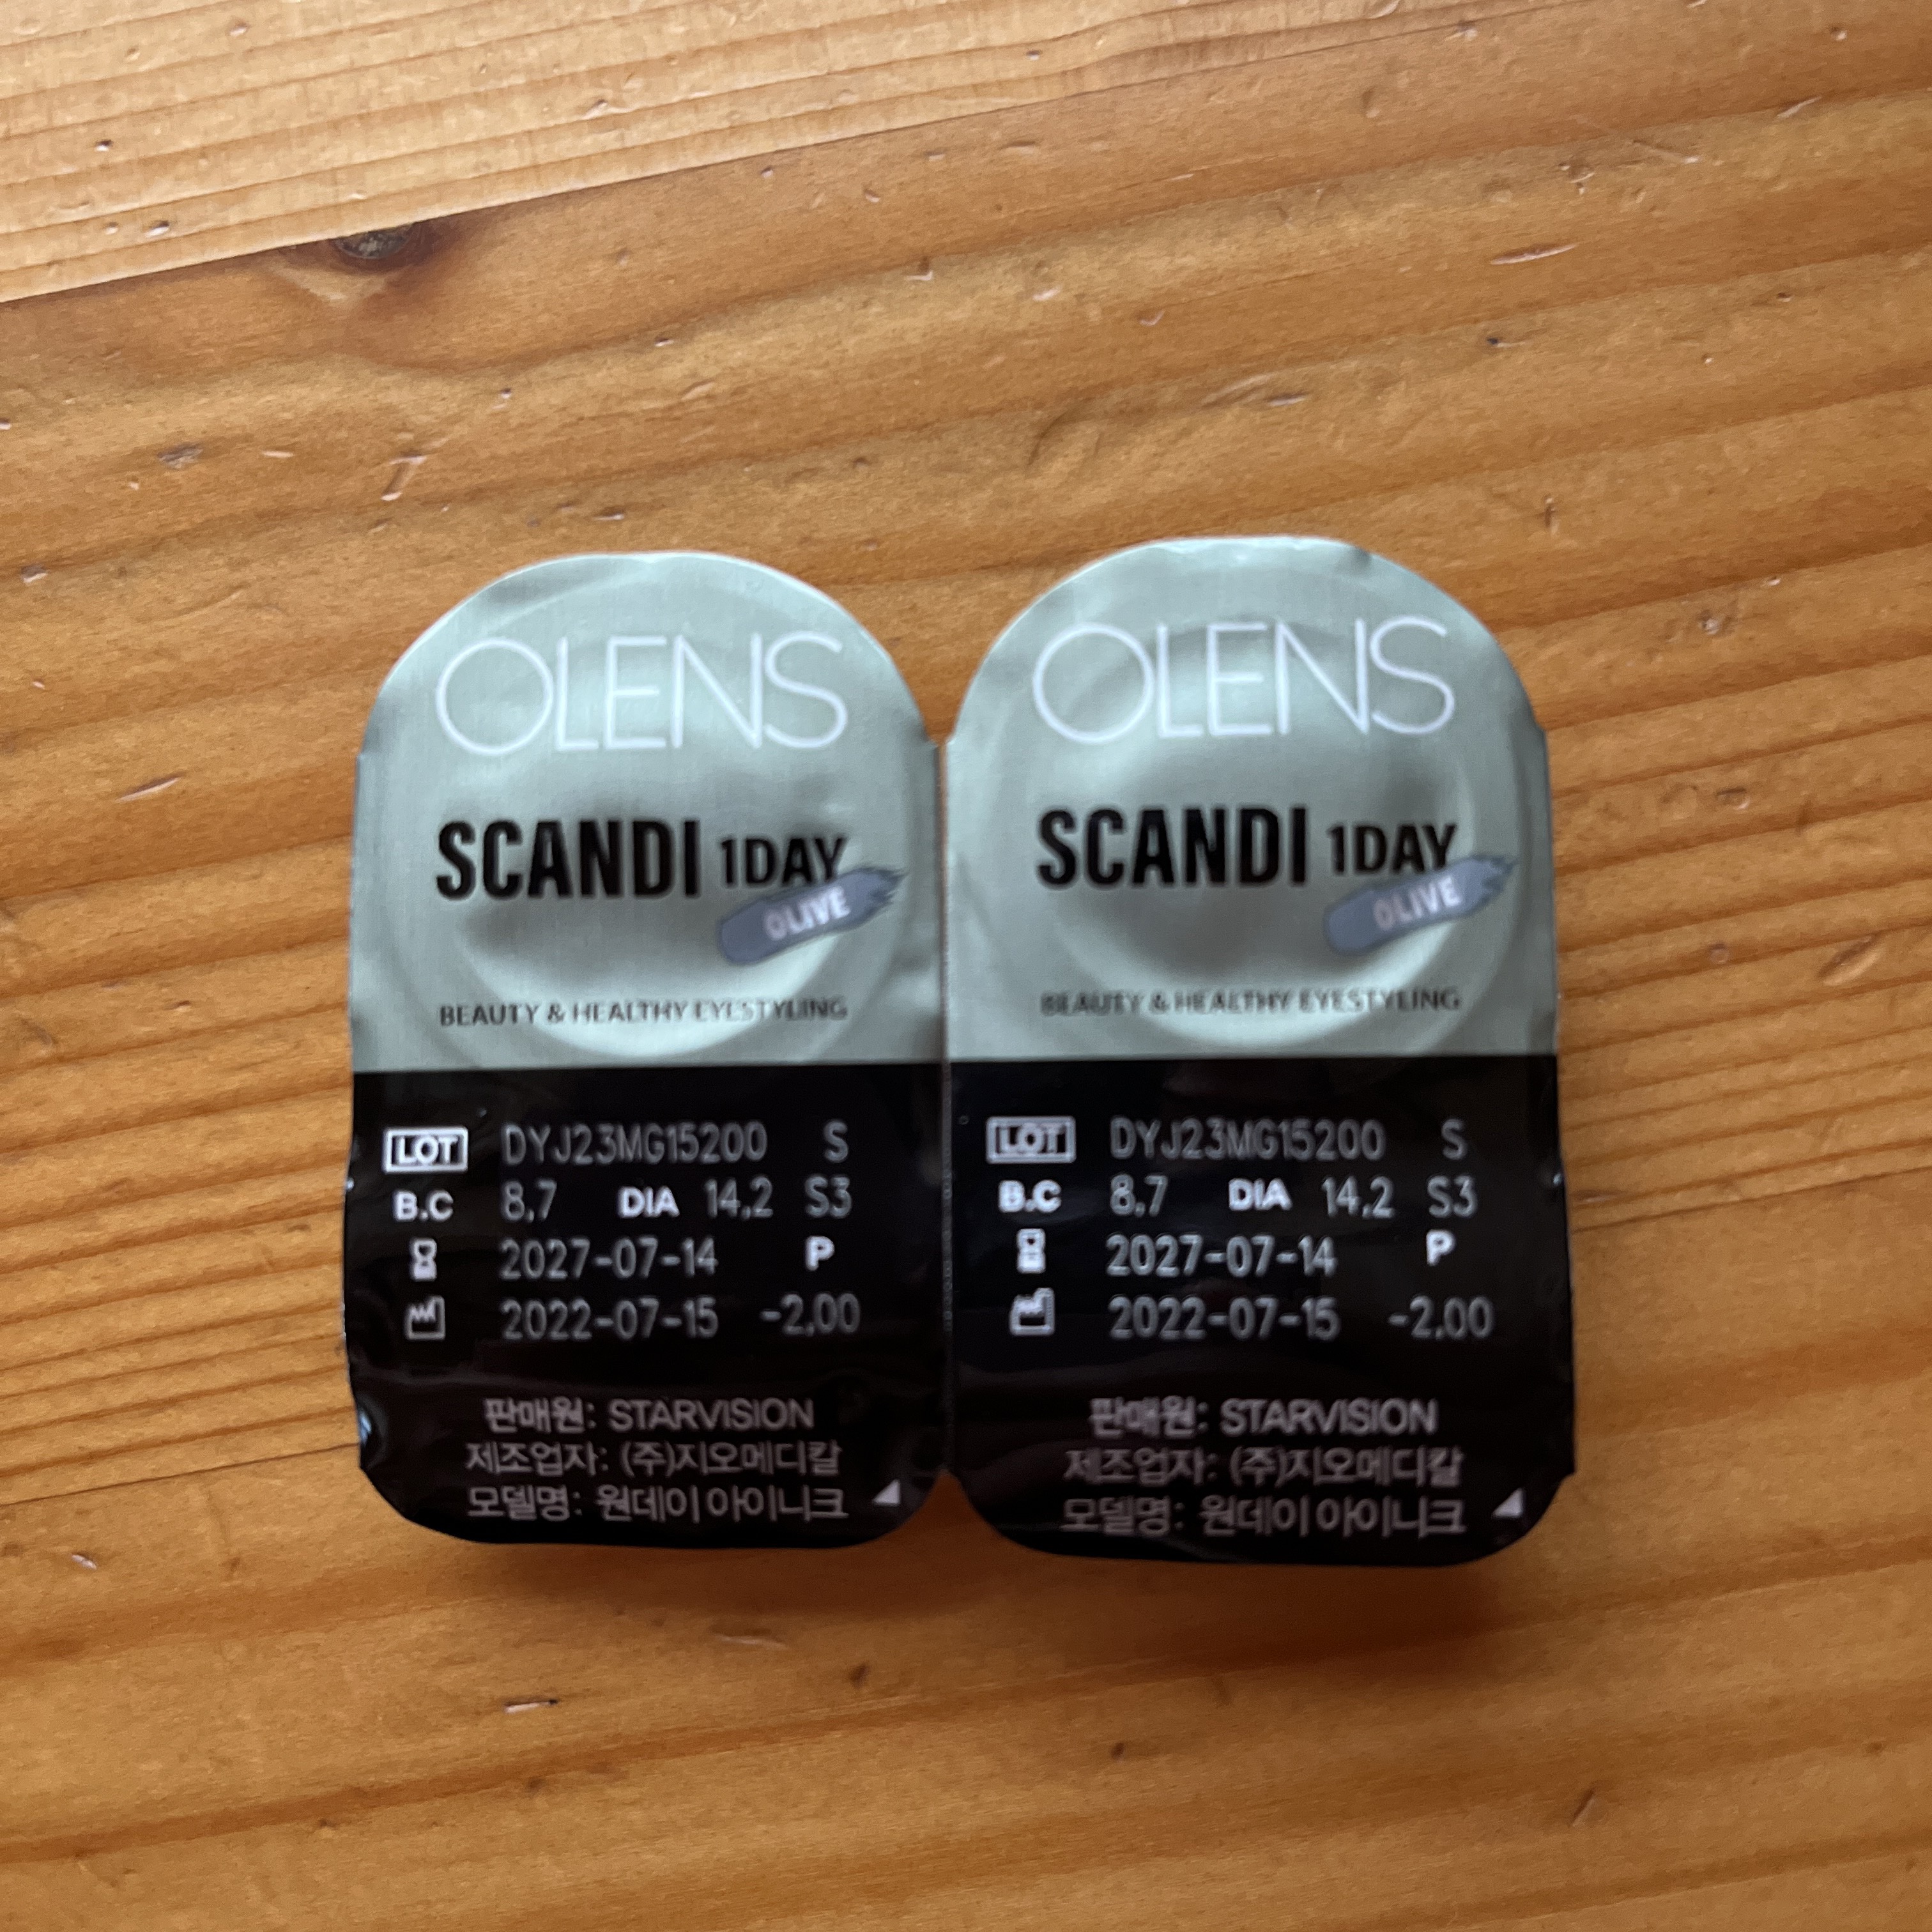 OLENS
SCANDI 1DAY
OLIVE
BEAUTY & HEALTHY EYESTYLING
LOT DYJ23MG15200 S
B.C 8.7 DIA 14.2 S3
2027-07-14 P
2022-07-15 -2.00
판매원: STARVISION
제조업자: (주)지오메디칼
모델명: 원데이 아이니크
OLENS
SCANDI 1DAY
OLIVE
BEAUTY & HEALTHY EYESTYLING
LOT DYJ23MG15200 S
B.C 8.7 DIA 14.2 S3
2027-07-14 P
2022-07-15 -2.00
판매원: STARVISION
제조업자: (주)지오메디칼
모델명: 원데이 아이니크